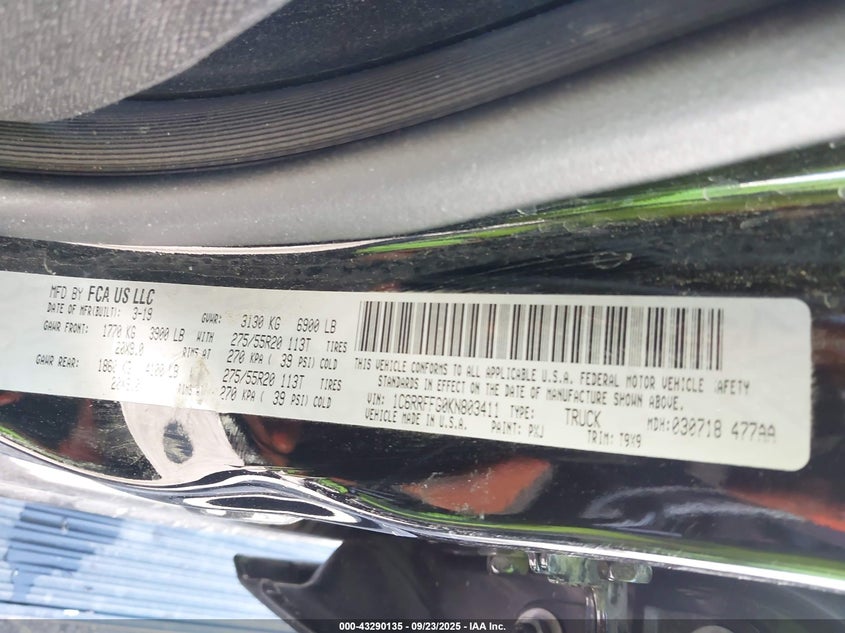 MFD BY FCA US LLC
DATE OF MFR(BUILT): 3-19 GVWR: 3130 KG 6900 LB
GAWR FRONT: 1770 KG 3900 LB WITH 275/55R20 113T TIRES
20X9.0 RIMS AT 270 KPA ( 39 PSI) COLD
GAWR REAR: 4100 LB 275/55R20 113T TIRES
20X9.0 270 KPA ( 39 PSI) COLD
THIS VEHICLE CONFORMS TO ALL APPLICABLE U.S.A. FEDERAL MOTOR VEHICLE SAFETY
STANDARDS IN EFFECT ON THE DATE OF MANUFACTURE SHOWN ABOVE.
VIN: 1C6RRFFG0KN803411 TYPE: TRUCK MDH:030718 477AA
VEHICLE MADE IN U.S.A. PAINT: PXJ TRIM: T9X9
000-43290135 - 09/23/2025 - IAA Inc.